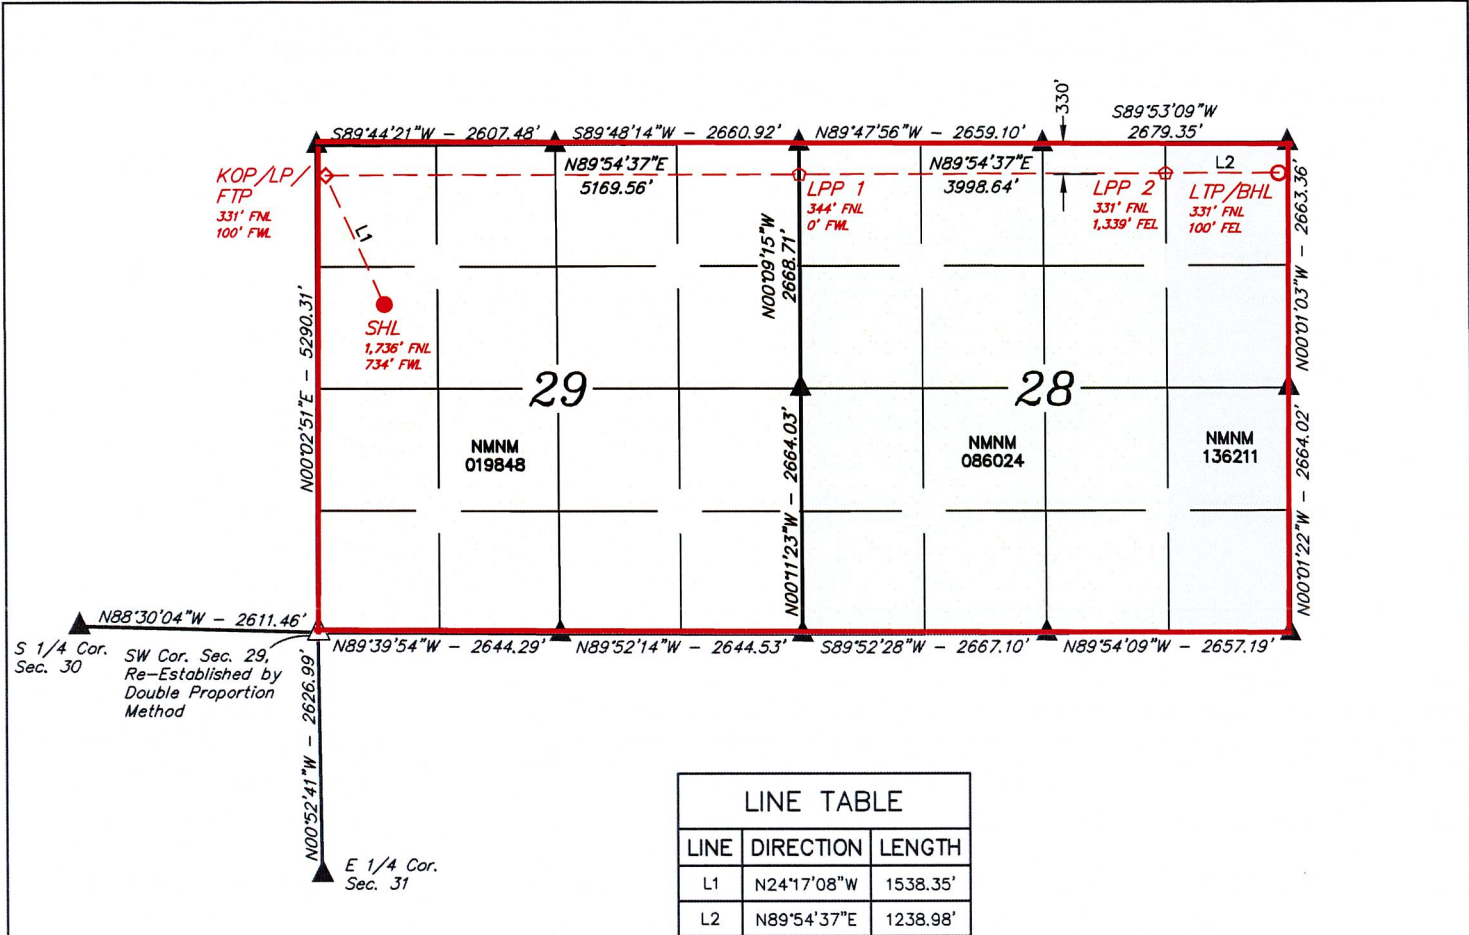 330'
S89°44'21"W - 2607.48'
S89°48'14"W - 2660.92'
N89°47'56"W - 2659.10'
S89°53'09"W
2679.35'
KOP/LP/
FTP
331' FNL
100' FWL
N89°54'37"E
5169.56'
LPP 1
344' FNL
0' FWL
N89°54'37"E
3998.64'
LPP 2
331' FNL
1,339' FEL
L2
LTP/BHL
331' FNL
100' FEL
L1
SHL
1,736' FNL
734' FWL
N00°02'51"E - 5290.31'
N00°09'15"W
2668.71'
N00°01'03"W - 2663.36'
29
28
NMNM
019848
NMNM
086024
NMNM
136211
N00°11'23"W - 2664.03'
N00°01'22"W - 2664.02'
N88°30'04"W - 2611.46'
N89°39'54"W - 2644.29'
N89°52'14"W - 2644.53'
S89°52'28"W - 2667.10'
N89°54'09"W - 2657.19'
S 1/4 Cor.
Sec. 30
SW Cor. Sec. 29,
Re-Established by
Double Proportion
Method
N00°52'41"W - 2626.99'
E 1/4 Cor.
Sec. 31
LINE TABLE
LINE DIRECTION LENGTH
L1 N24°17'08"W 1538.35'
L2 N89°54'37"E 1238.98'